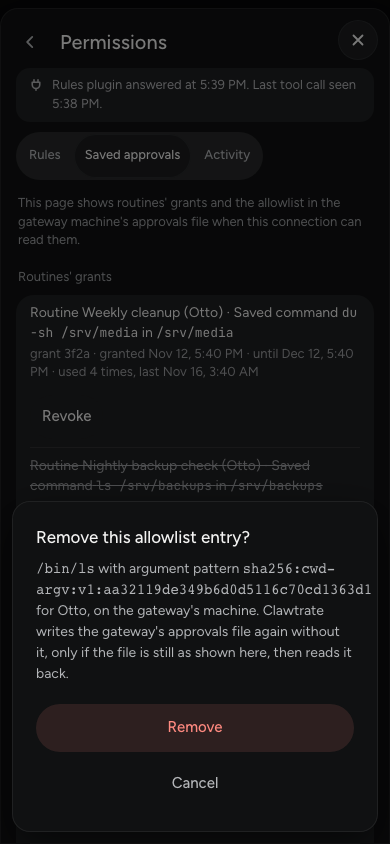 Permissions
Rules plugin answered at 5:39 PM. Last tool call seen
5:38 PM.
Rules
Saved approvals
Activity
This page shows routines' grants and the allowlist in the
gateway machine's approvals file when this connection can
read them.
Routines' grants
Routine Weekly cleanup (Otto) · Saved command du
-sh /srv/media in /srv/media
grant 3f2a · granted Nov 12, 5:40 PM · until Dec 12, 5:40
PM · used 4 times, last Nov 16, 3:40 AM
Revoke
Routine Nightly backup check (Otto) · Saved
command ls /srv/backups in /srv/backups
Remove this allowlist entry?
/bin/ls with argument pattern sha256:cwd-
argv:v1:aa32119de349b6d0d5116c70cd1363d1
for Otto, on the gateway's machine. Clawtrate
writes the gateway's approvals file again without
it, only if the file is still as shown here, then reads it
back.
Remove
Cancel